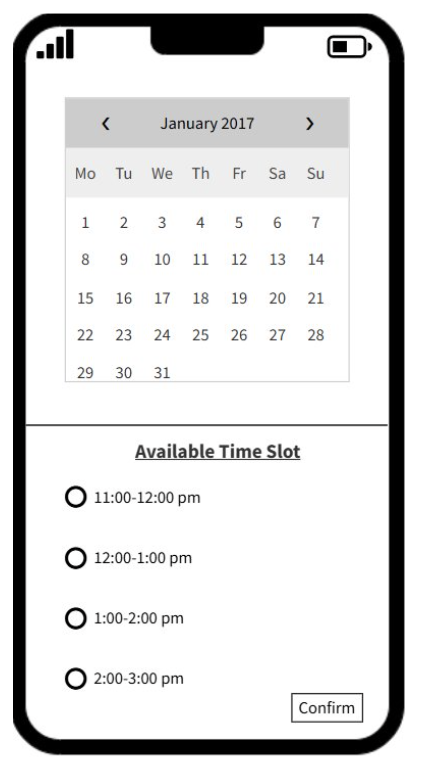 ‹ January 2017 ›
Mo Tu We Th Fr Sa Su
1 2 3 4 5 6 7
8 9 10 11 12 13 14
15 16 17 18 19 20 21
22 23 24 25 26 27 28
29 30 31
Available Time Slot
11:00-12:00 pm
12:00-1:00 pm
1:00-2:00 pm
2:00-3:00 pm
Confirm